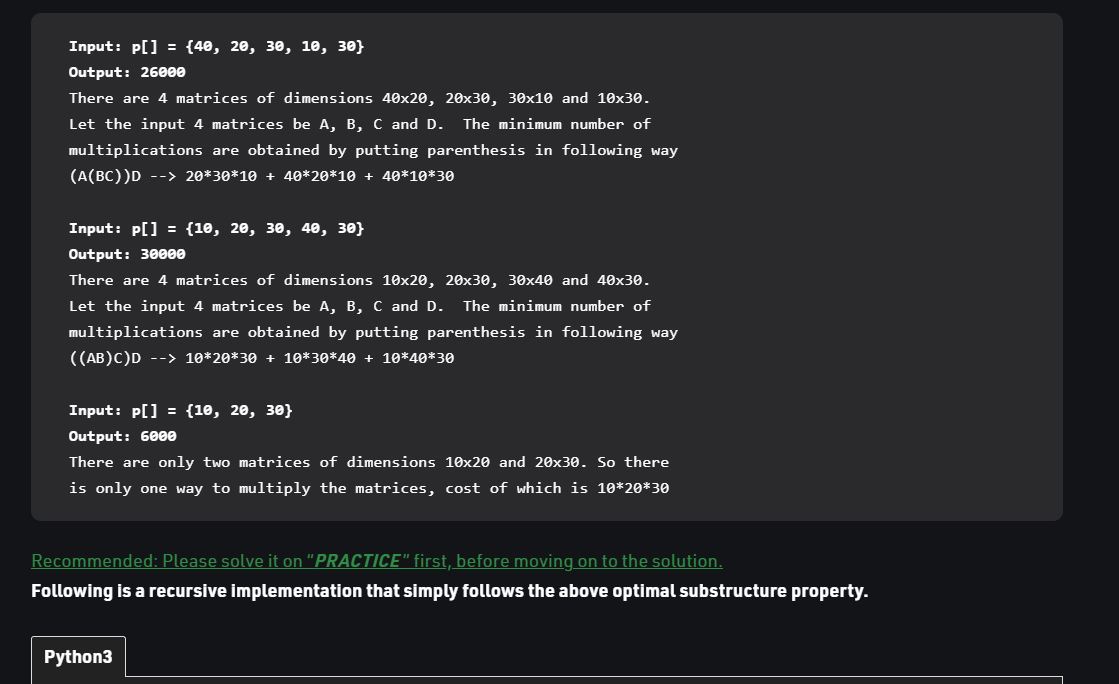 Input: p[] = {40, 20, 30, 10, 30}
Output: 26000
There are 4 matrices of dimensions 40x20, 20x30, 30x10 and 10x30.
Let the input 4 matrices be A, B, C and D.  The minimum number of
multiplications are obtained by putting parenthesis in following way
(A(BC))D --> 20*30*10 + 40*20*10 + 40*10*30
Input: p[] = {10, 20, 30, 40, 30}
Output: 30000
There are 4 matrices of dimensions 10x20, 20x30, 30x40 and 40x30.
Let the input 4 matrices be A, B, C and D.  The minimum number of
multiplications are obtained by putting parenthesis in following way
((AB)C)D --> 10*20*30 + 10*30*40 + 10*40*30
Input: p[] = {10, 20, 30}
Output: 6000
There are only two matrices of dimensions 10x20 and 20x30. So there
is only one way to multiply the matrices, cost of which is 10*20*30
Recommended: Please solve it on “PRACTICE” first, before moving on to the solution.
Following is a recursive implementation that simply follows the above optimal substructure property.
Python3